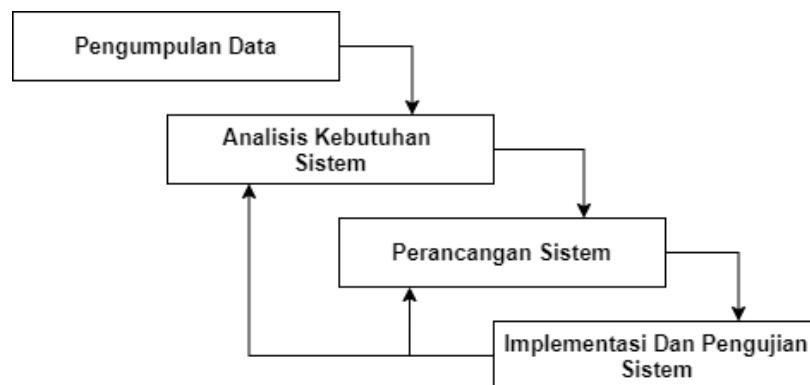 Pengumpulan Data
Analisis Kebutuhan
Sistem
Perancangan Sistem
Implementasi Dan Pengujian
Sistem